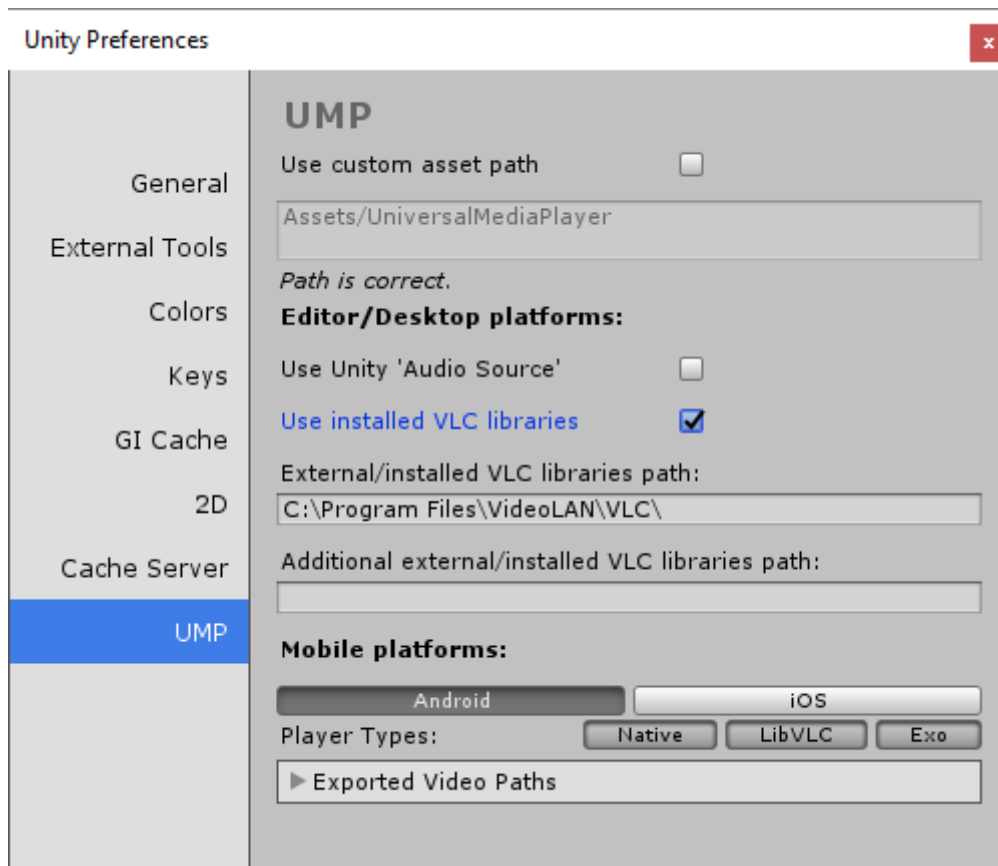 Unity Preferences
x
General
External Tools
Colors
Keys
GI Cache
2D
Cache Server
UMP
UMP
Use custom asset path
Assets/UniversalMediaPlayer
Path is correct.
Editor/Desktop platforms:
Use Unity 'Audio Source'
Use installed VLC libraries
External/installed VLC libraries path:
C:\Program Files\VideoLAN\VLC\
Additional external/installed VLC libraries path:
Mobile platforms:
Android iOS
Player Types: Native LibVLC Exo
Exported Video Paths